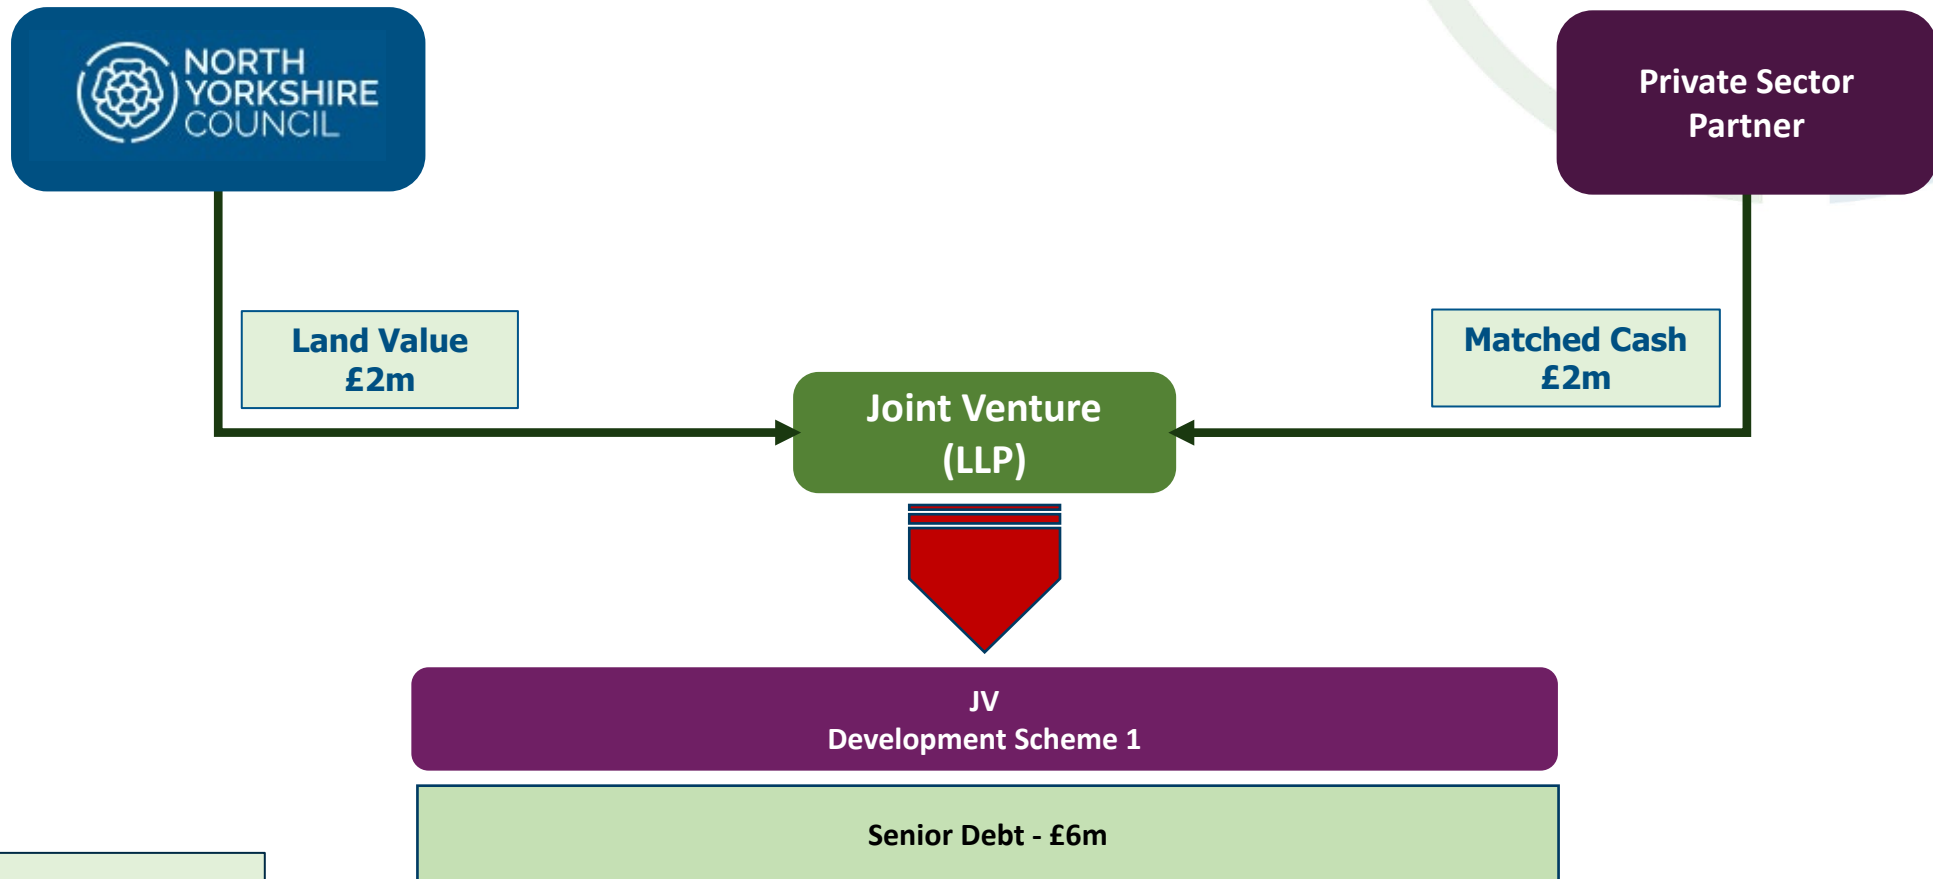 NORTH
YORKSHIRE
COUNCIL
Private Sector
Partner
Land Value
£2m
Matched Cash
£2m
Joint Venture
(LLP)
JV
Development Scheme 1
Senior Debt - £6m